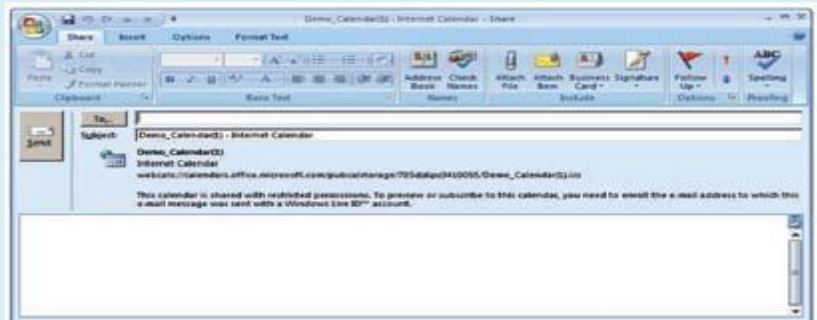 Demo_Calendar(1) - Internet Calendar - Share
Share Insert Options Format Text
Paste
Cut
Copy
Format Painter
Clipboard
B I U
Basic Text
Address Book
Check Names
Names
Attach File
Attach Item
Business Card
Signature
Include
Follow Up
Options
ABC
Spelling
Proofing
Send
To...
Subject: Demo_Calendar(1) - Internet Calendar
Demo_Calendar(1)
Internet Calendar
This calendar is shared with restricted permissions. To preview or subscribe to this calendar, you need to enroll the e-mail address to which this
e-mail message was sent with a Windows Live ID™ account.